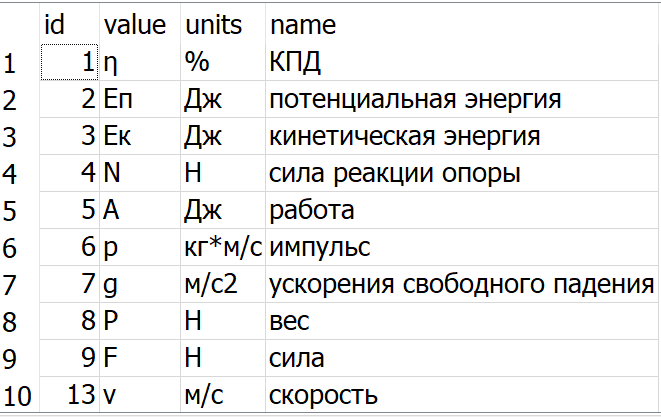 id value units name
1 1 η % КПД
2 2 Еп Дж потенциальная энергия
3 3 Ек Дж кинетическая энергия
4 4 N Н сила реакции опоры
5 5 A Дж работа
6 6 p кг*м/с импульс
7 7 g м/с2 ускорения свободного падения
8 8 P Н вес
9 9 F Н сила
10 13 v м/с скорость